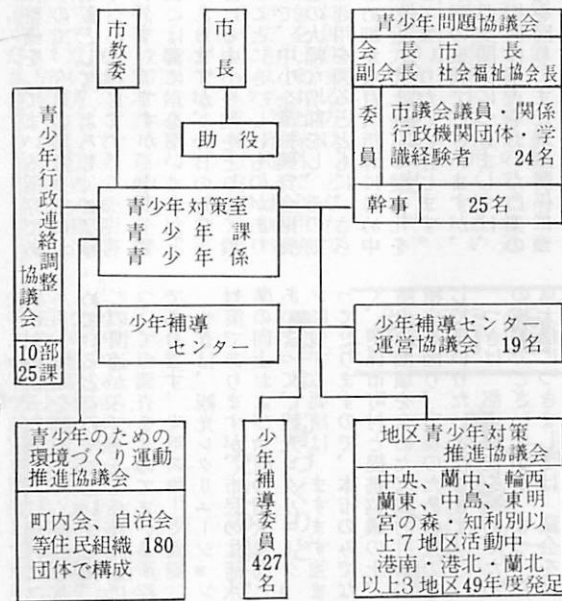 青少年問題協議会
会長 市長
副会長 社会福祉協会長
委員 市議会議員・関係
行政機関団体・学
識経験者 24名
幹事 25名
市教委
市長
助役
青少年対策室
青少年課
青少年係
青少年行政連絡調整
協議会
10部
25課
少年補導
センター
少年補導センター
運営協議会 19名
青少年のための
環境づくり運動
推進協議会
町内会、自治会
等住民組織 180
団体で構成
少年補導委員
427名
地区青少年対策
推進協議会
中央、蘭中、輪西
蘭東、中島、東明
宮の森・知利別以
上7地区活動中
港南・港北・蘭北
以上3地区49年度発足